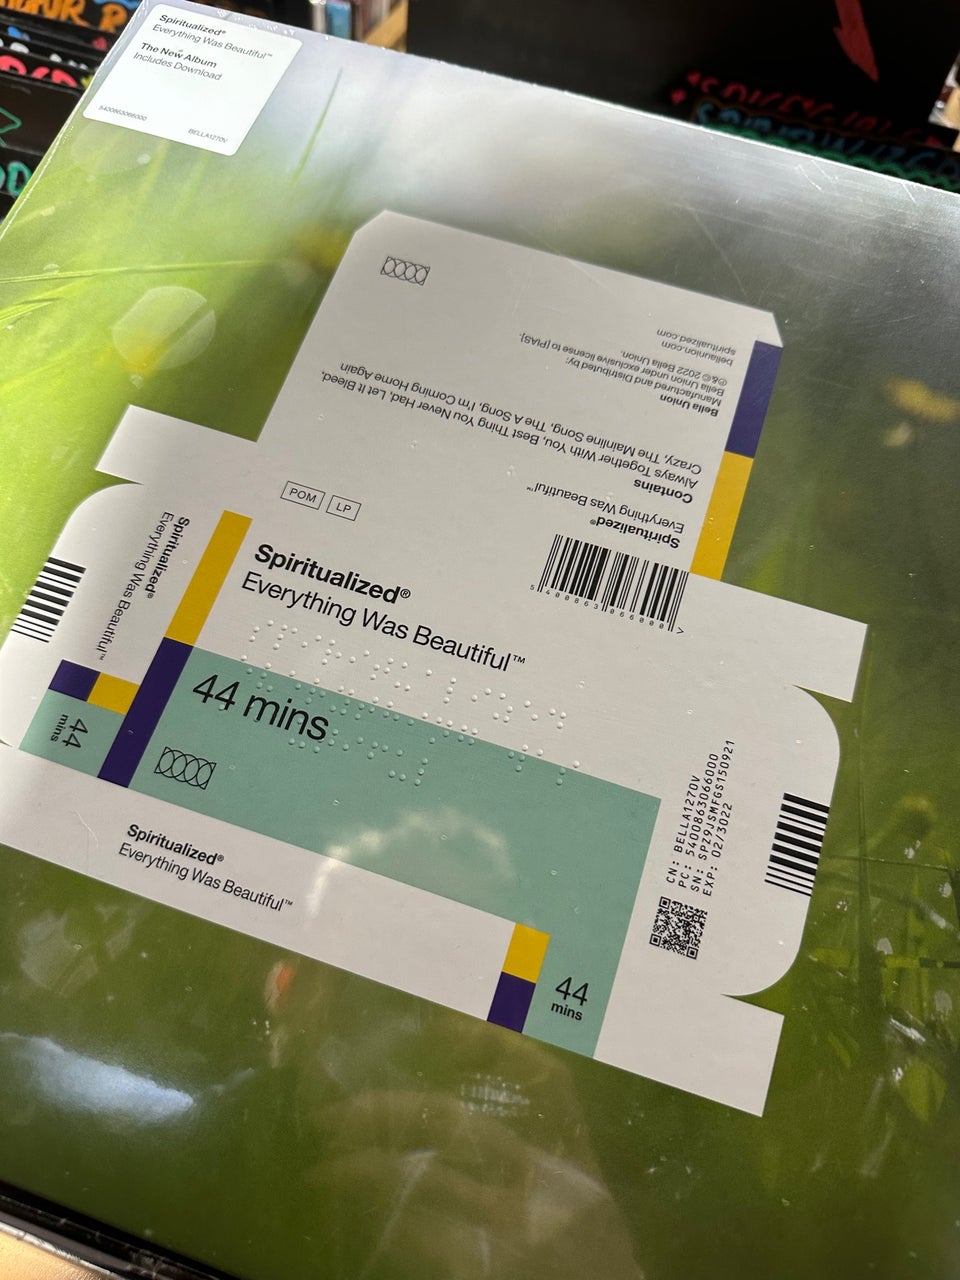 Spiritualized®
Everything Was Beautiful™
The New Album
Includes Download
5400863066000
BELLA1270V
spiritualized.com
bellaunion.com
℗&© 2022 Bella Union.
Bella Union under exclusive license to [PIAS].
Manufactured and Distributed by:
Bella Union
Crazy, The Mainline Song, The A Song, I'm Coming Home Again
Always Together With You, Best Thing You Never Had, Let It Bleed,
Contains
Everything Was Beautiful™
Spiritualized®
5 400863 066000 >
POM
LP
Spiritualized®
Everything Was Beautiful™
44 mins
Spiritualized®
Everything Was Beautiful™
44
mins
Spiritualized®
Everything Was Beautiful™
44
mins
CN: BELLA1270V
PC: 5400863066000
SN: SPZ9JSMFGS150921
EXP: 02/3022